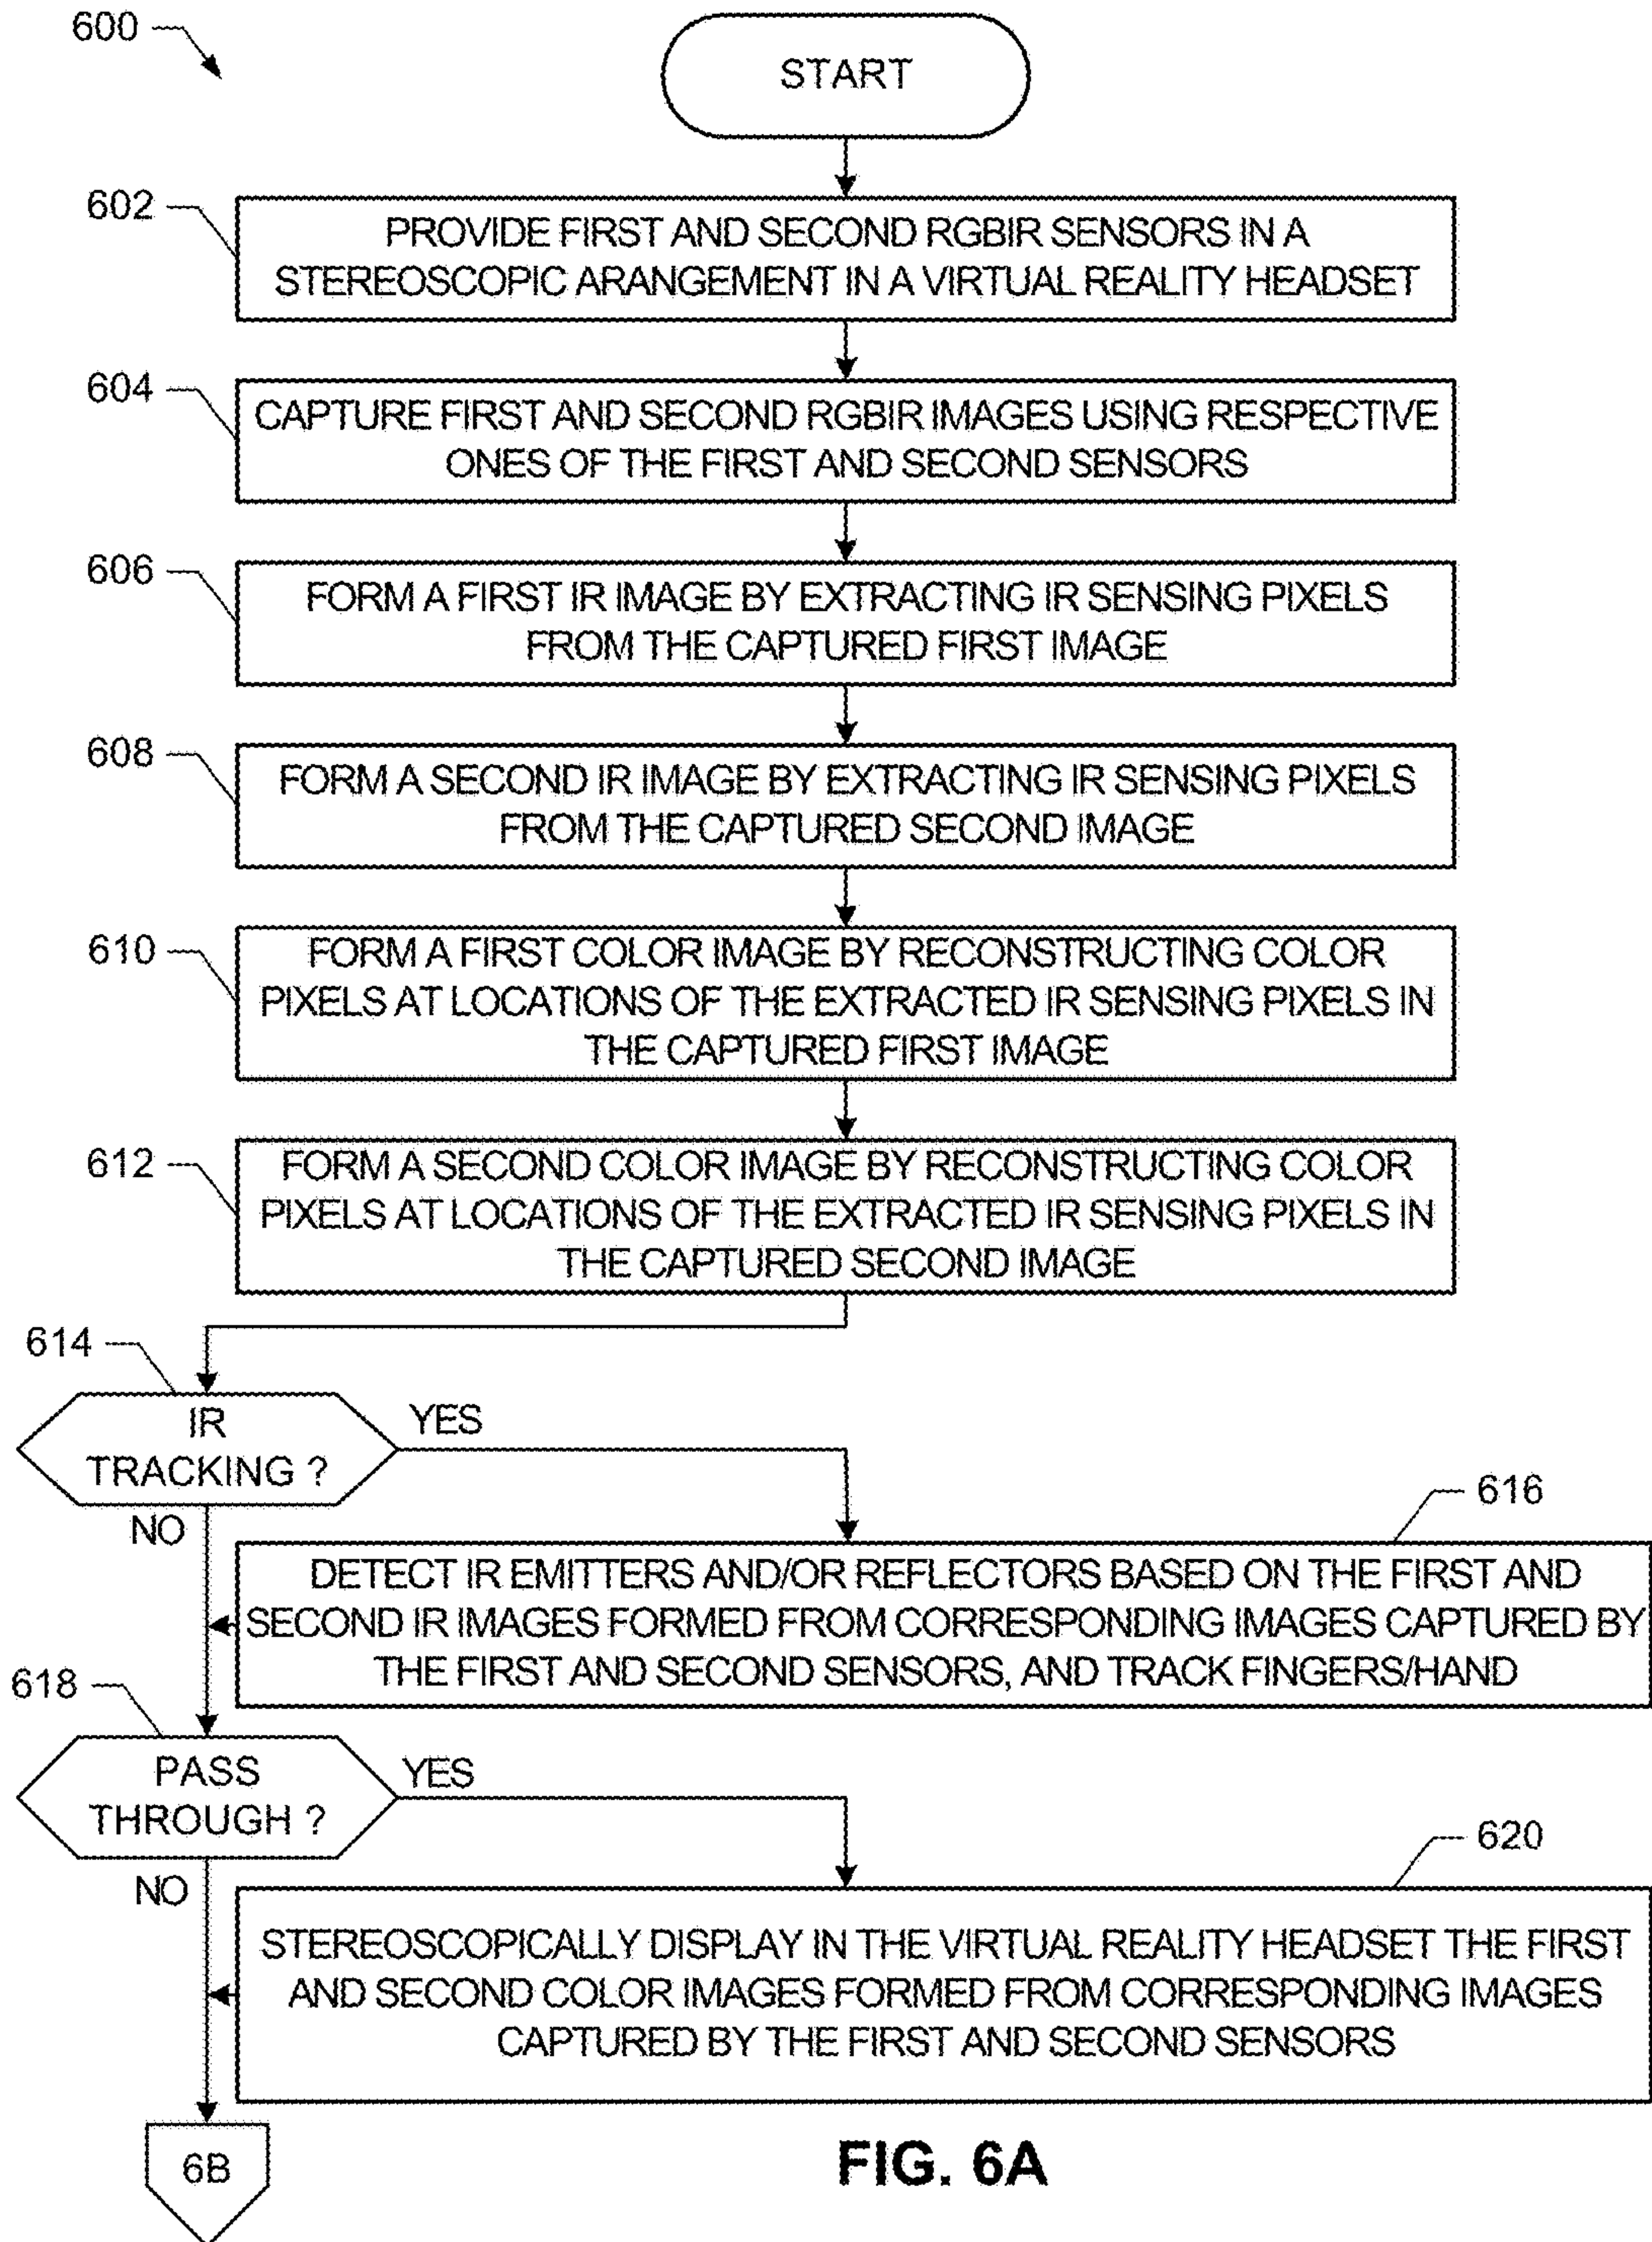 600
START
602
PROVIDE FIRST AND SECOND RGBIR SENSORS IN A
STEREOSCOPIC ARANGEMENT IN A VIRTUAL REALITY HEADSET
604
CAPTURE FIRST AND SECOND RGBIR IMAGES USING RESPECTIVE
ONES OF THE FIRST AND SECOND SENSORS
606
FORM A FIRST IR IMAGE BY EXTRACTING IR SENSING PIXELS
FROM THE CAPTURED FIRST IMAGE
608
FORM A SECOND IR IMAGE BY EXTRACTING IR SENSING PIXELS
FROM THE CAPTURED SECOND IMAGE
610
FORM A FIRST COLOR IMAGE BY RECONSTRUCTING COLOR
PIXELS AT LOCATIONS OF THE EXTRACTED IR SENSING PIXELS IN
THE CAPTURED FIRST IMAGE
612
FORM A SECOND COLOR IMAGE BY RECONSTRUCTING COLOR
PIXELS AT LOCATIONS OF THE EXTRACTED IR SENSING PIXELS IN
THE CAPTURED SECOND IMAGE
614
IR
TRACKING ?
YES
NO
616
DETECT IR EMITTERS AND/OR REFLECTORS BASED ON THE FIRST AND
SECOND IR IMAGES FORMED FROM CORRESPONDING IMAGES CAPTURED BY
THE FIRST AND SECOND SENSORS, AND TRACK FINGERS/HAND
618
PASS
THROUGH ?
YES
NO
620
STEREOSCOPICALLY DISPLAY IN THE VIRTUAL REALITY HEADSET THE FIRST
AND SECOND COLOR IMAGES FORMED FROM CORRESPONDING IMAGES
CAPTURED BY THE FIRST AND SECOND SENSORS
6B
FIG. 6A